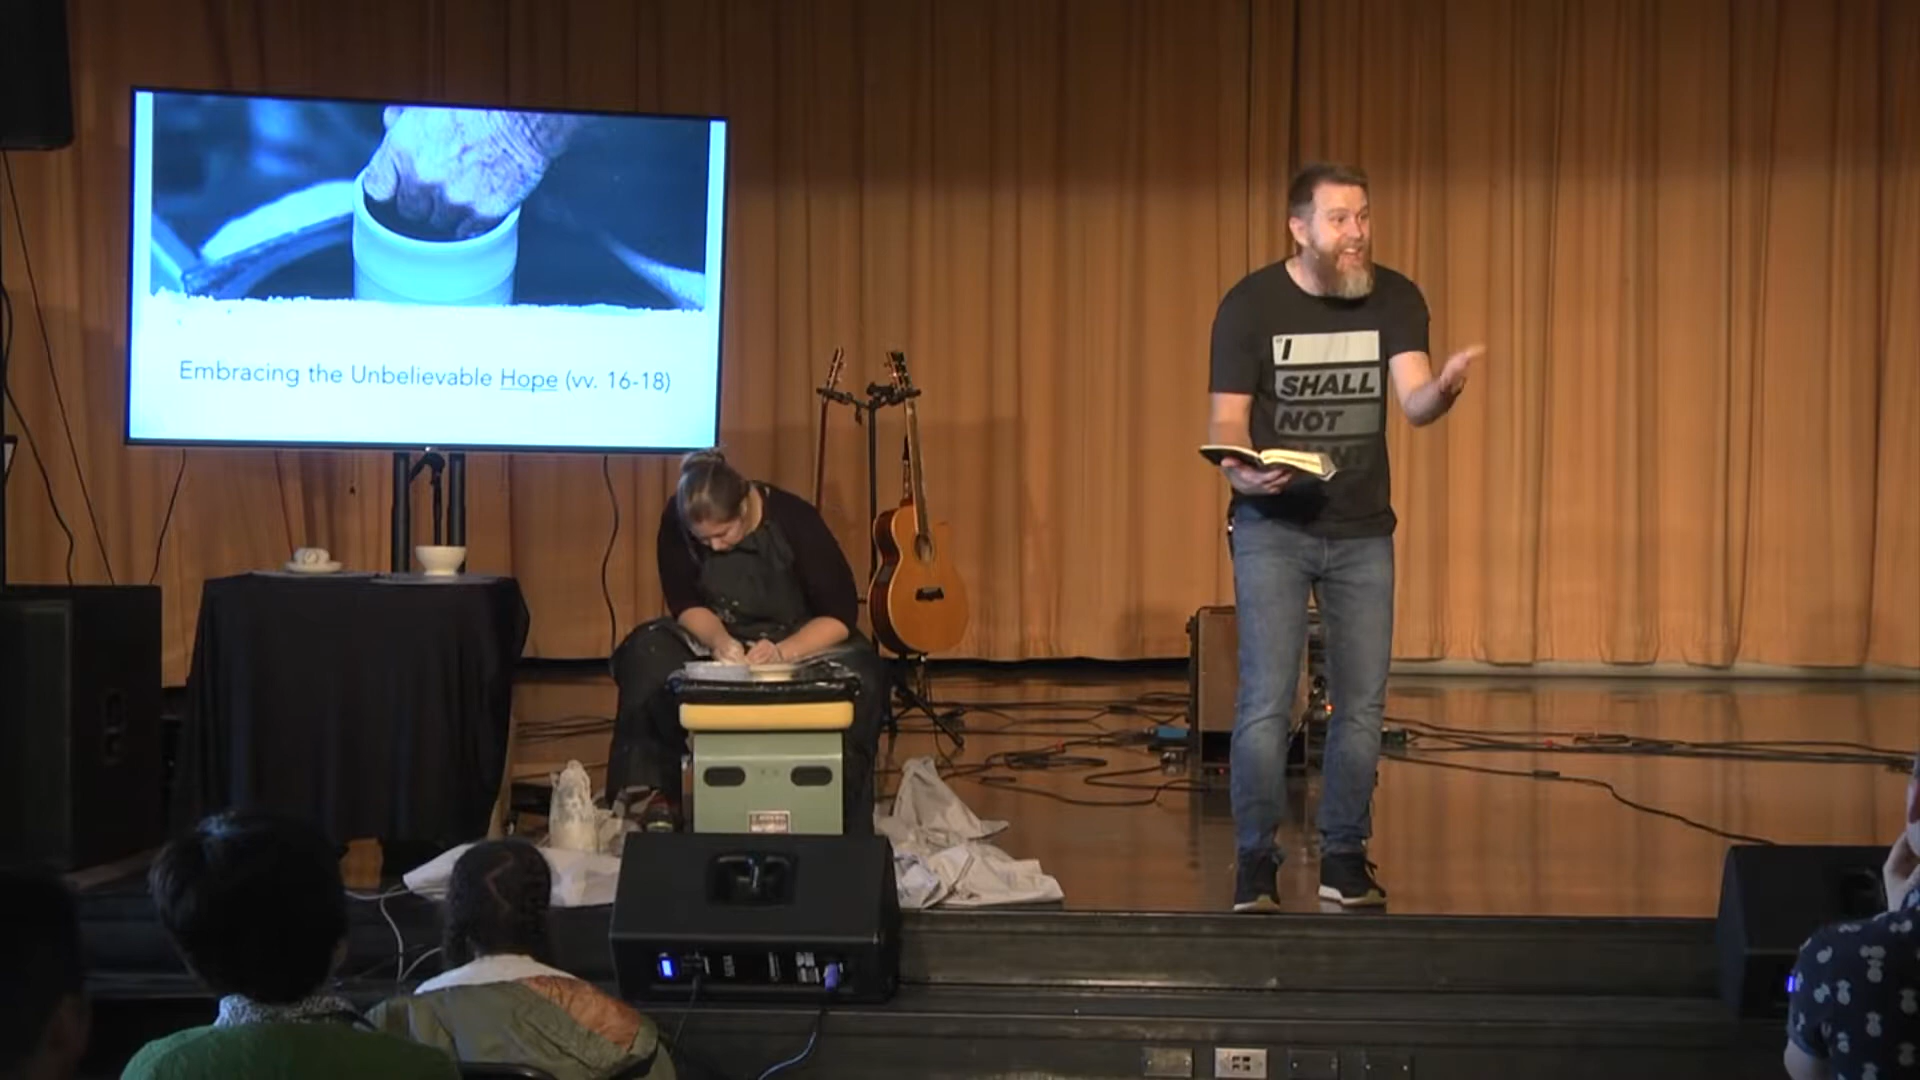 Embracing the Unbelievable Hope (vv. 16-18)
"I
SHALL
NOT